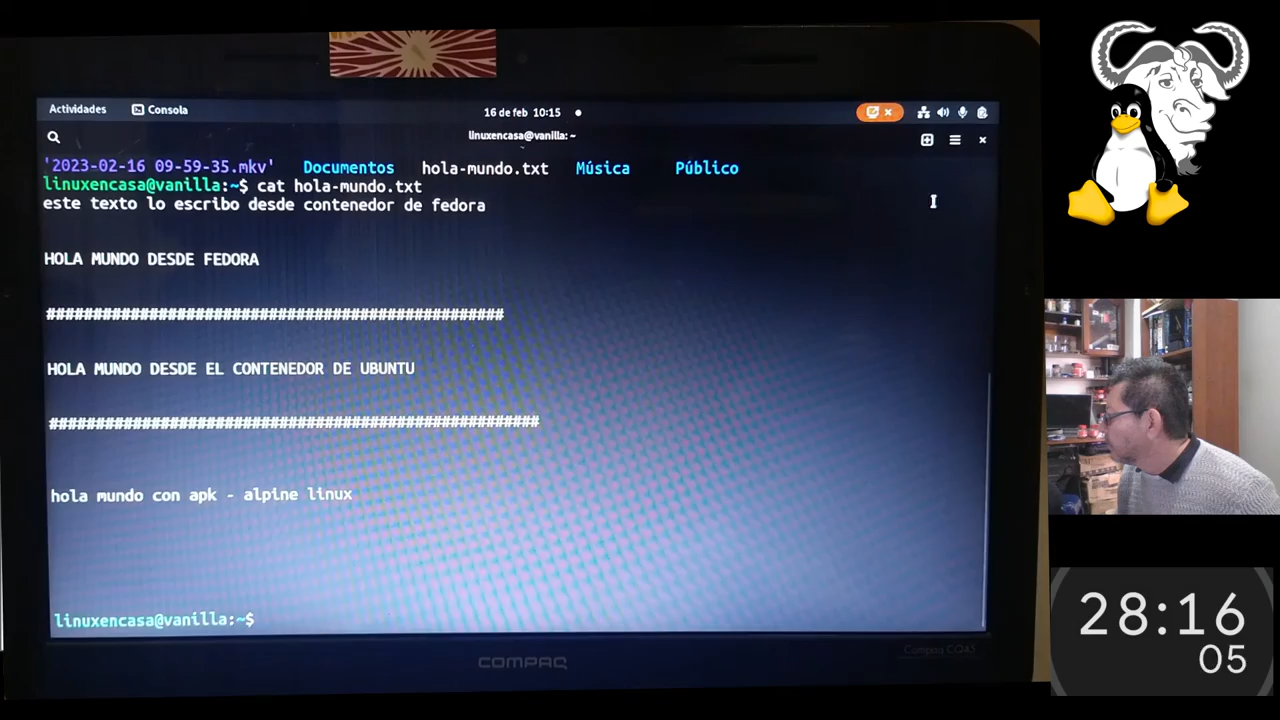 Actividades Consola 16 de feb 10:15
linuxencasa@vanilla:~
'2023-02-16 09-59-35.mkv' Documentos hola-mundo.txt Música Público
linuxencasa@vanilla:~$ cat hola-mundo.txt
este texto lo escribo desde contenedor de fedora
HOLA MUNDO DESDE FEDORA
##################################################
HOLA MUNDO DESDE EL CONTENEDOR DE UBUNTU
#####################################################
hola mundo con apk - alpine linux
linuxencasa@vanilla:~$
COMPAQ
Compaq CQ45
28:16
05